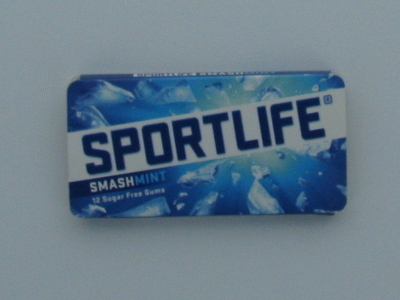 SPORTLIFE®
SMASHMINT
12 Sugar Free Gums